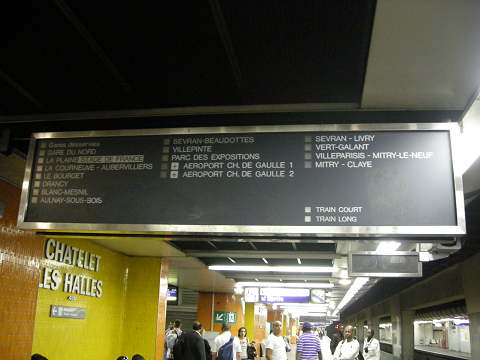 Gares desservies
GARE DU NORD
LA PLAINE STADE DE FRANCE
LA COURNEUVE - AUBERVILLIERS
LE BOURGET
DRANCY
BLANC-MESNIL
AULNAY-SOUS-BOIS
SEVRAN-BEAUDOTTES
VILLEPINTE
PARC DES EXPOSITIONS
AEROPORT CH. DE GAULLE 1
AEROPORT CH. DE GAULLE 2
SEVRAN - LIVRY
VERT-GALANT
VILLEPARISIS - MITRY-LE-NEUF
MITRY - CLAYE
TRAIN COURT
TRAIN LONG
CHATELET
LES HALLES